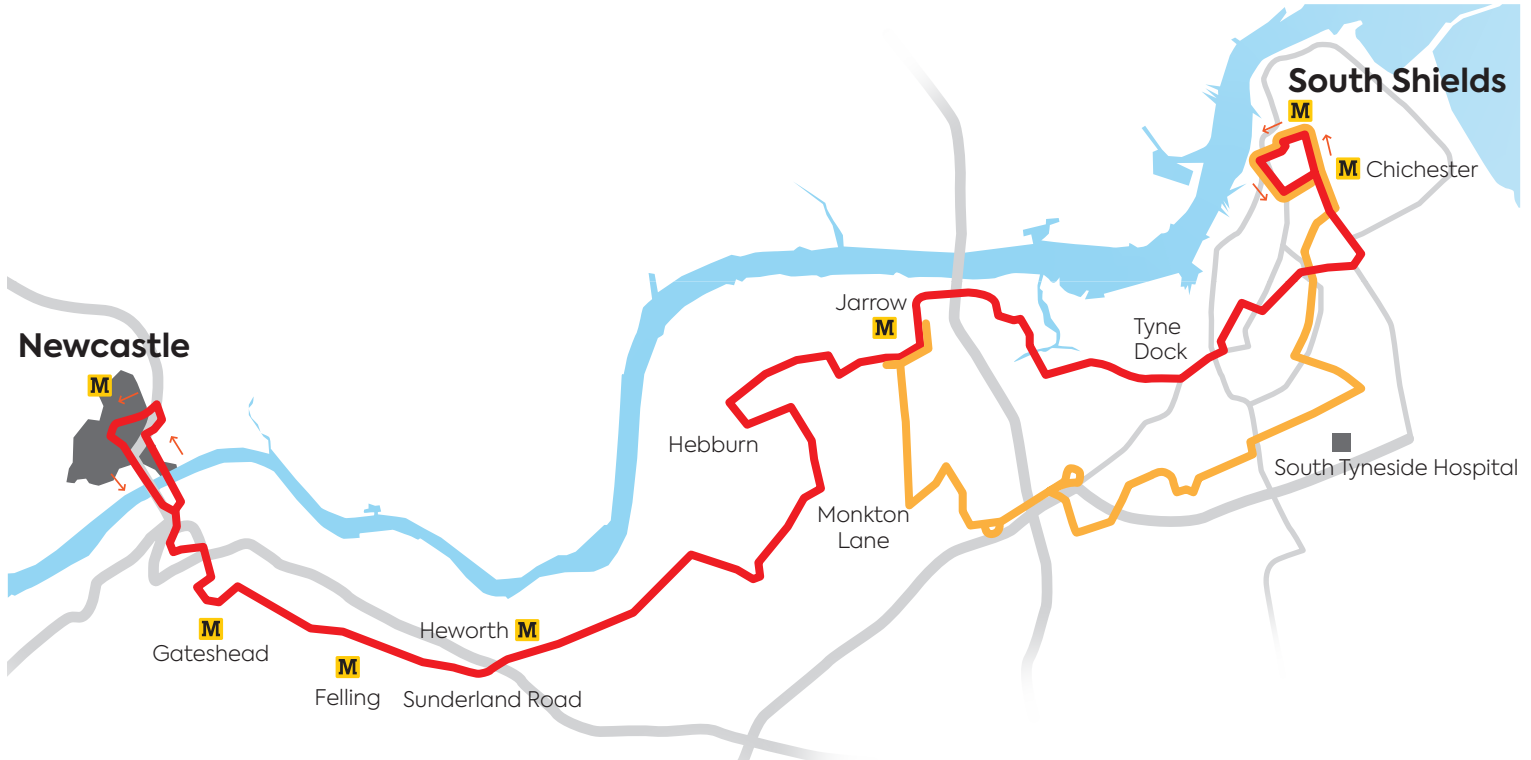 South Shields
M
M Chichester
Jarrow
M
Tyne
Dock
Newcastle
M
Hebburn
South Tyneside Hospital
Monkton
Lane
Heworth M
M
Gateshead
M
Felling
Sunderland Road